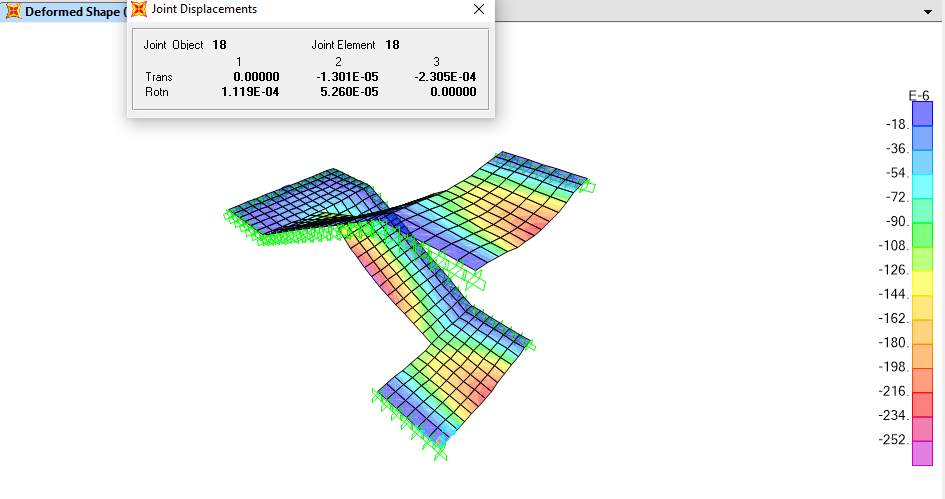 Deformed Shape (
Joint Displacements
Joint Object 18 Joint Element 18
1 2 3
Trans 0.00000 -1.301E-05 -2.305E-04
Rotn 1.119E-04 5.260E-05 0.00000
E-6
-18.
-36.
-54.
-72.
-90.
-108.
-126.
-144.
-162.
-180.
-198.
-216.
-234.
-252.